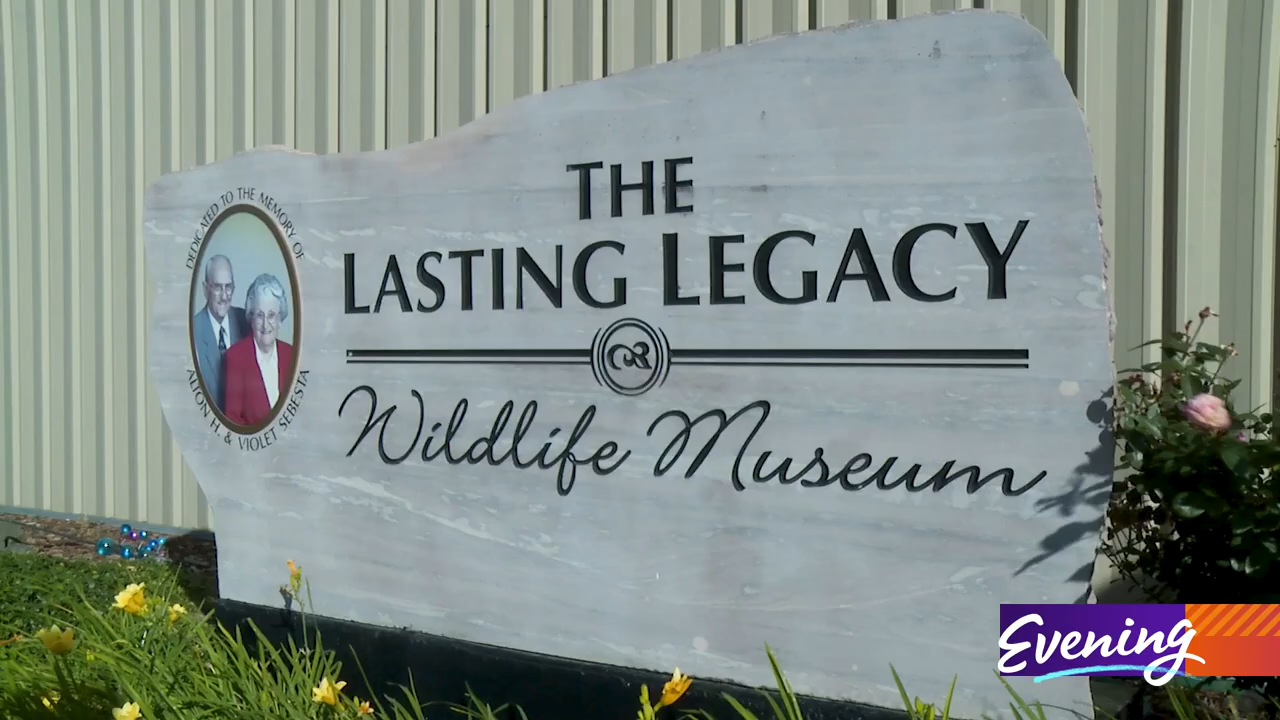 DEDICATED TO THE MEMORY OF
ALTON H. & VIOLET SEBESTA
THE
LASTING LEGACY
Wildlife Museum
Evening